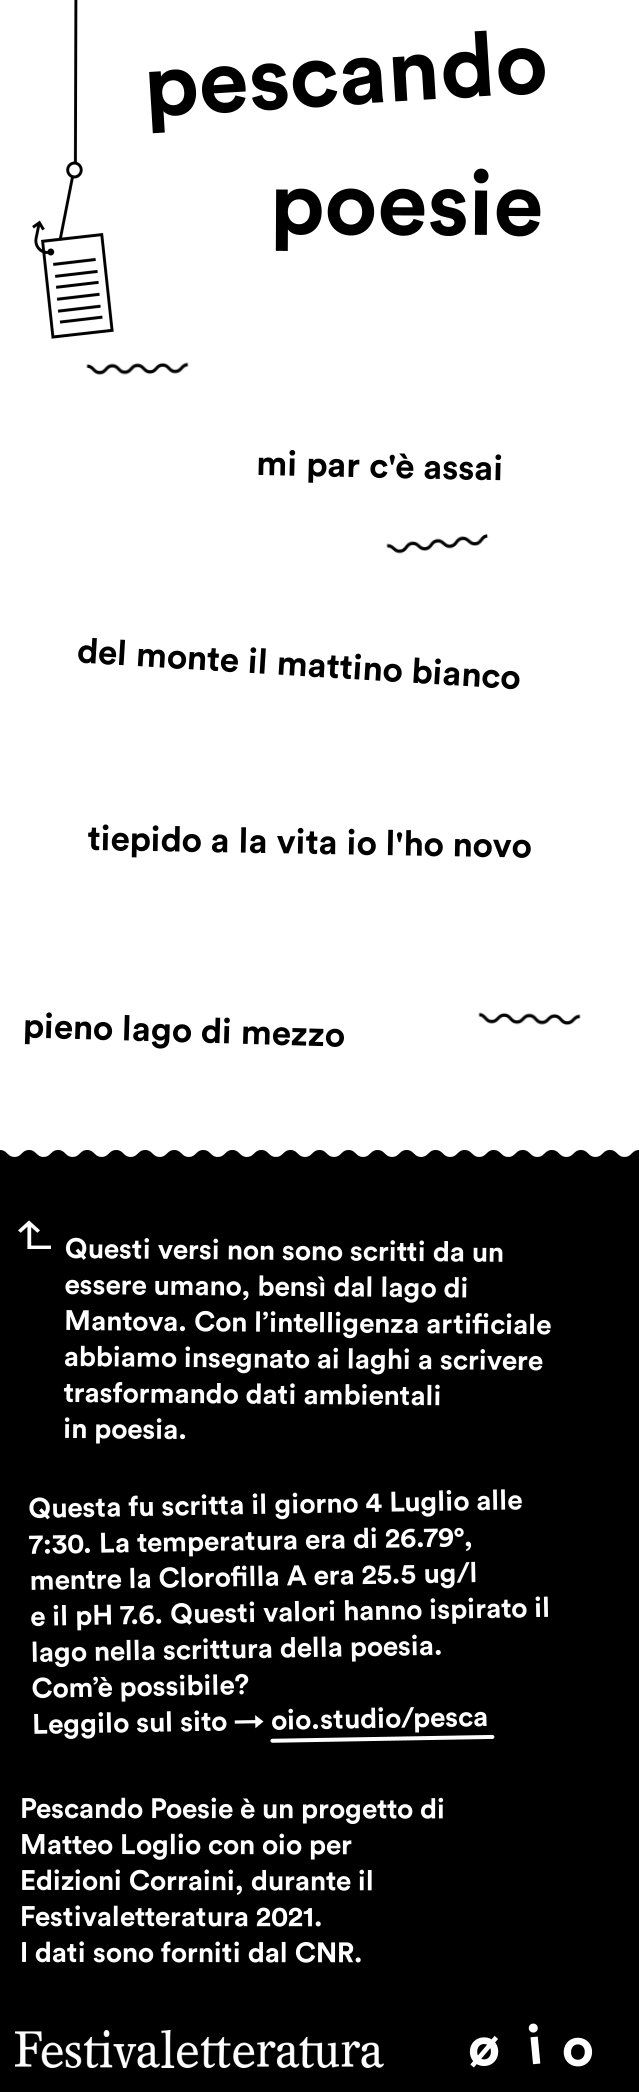 pescando
poesie
mi par c'è assai
del monte il mattino bianco
tiepido a la vita io l'ho novo
pieno lago di mezzo
Questi versi non sono scritti da un
essere umano, bensì dal lago di
Mantova. Con l’intelligenza artificiale
abbiamo insegnato ai laghi a scrivere
trasformando dati ambientali
in poesia.
Questa fu scritta il giorno 4 Luglio alle
7:30. La temperatura era di 26.79°,
mentre la Clorofilla A era 25.5 ug/l
e il pH 7.6. Questi valori hanno ispirato il
lago nella scrittura della poesia.
Com’è possibile?
Leggilo sul sito → oio.studio/pesca
Pescando Poesie è un progetto di
Matteo Loglio con oio per
Edizioni Corraini, durante il
Festivaletteratura 2021.
I dati sono forniti dal CNR.
Festivaletteratura ø i o